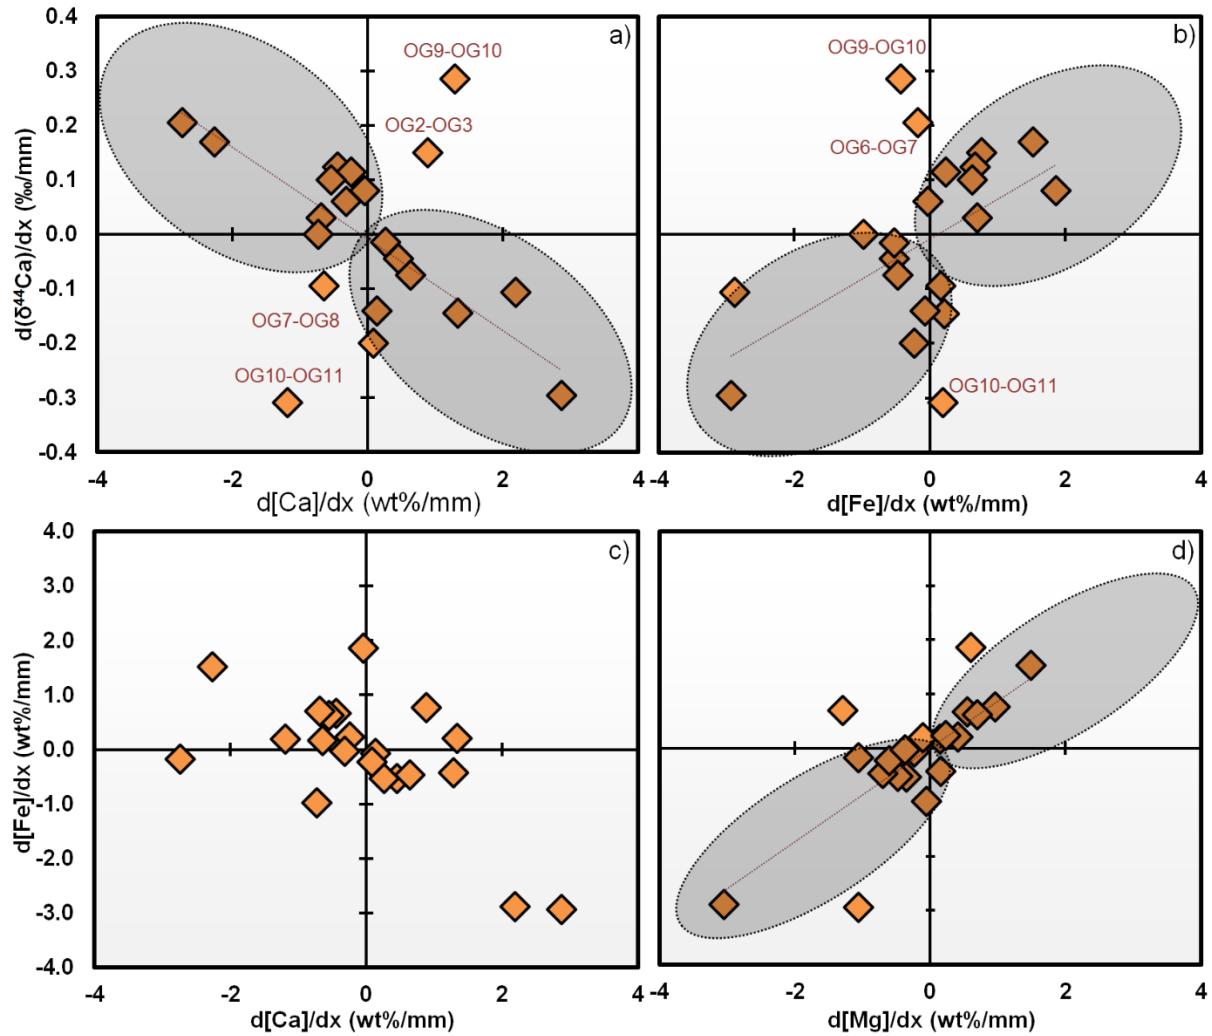 0.4
0.3
0.2
0.1
0.0
-0.1
-0.2
-0.3
-0.4
d(δ⁴⁴Ca)/dx (‰/mm)
a)
OG9-OG10
OG2-OG3
OG7-OG8
OG10-OG11
-4 -2 0 2 4
d[Ca]/dx (wt%/mm)
b)
OG9-OG10
OG6-OG7
OG10-OG11
-4 -2 0 2 4
d[Fe]/dx (wt%/mm)
4.0
3.0
2.0
1.0
0.0
-1.0
-2.0
-3.0
-4.0
d[Fe]/dx (wt%/mm)
c)
-4 -2 0 2 4
d[Ca]/dx (wt%/mm)
d)
-4 -2 0 2 4
d[Mg]/dx (wt%/mm)